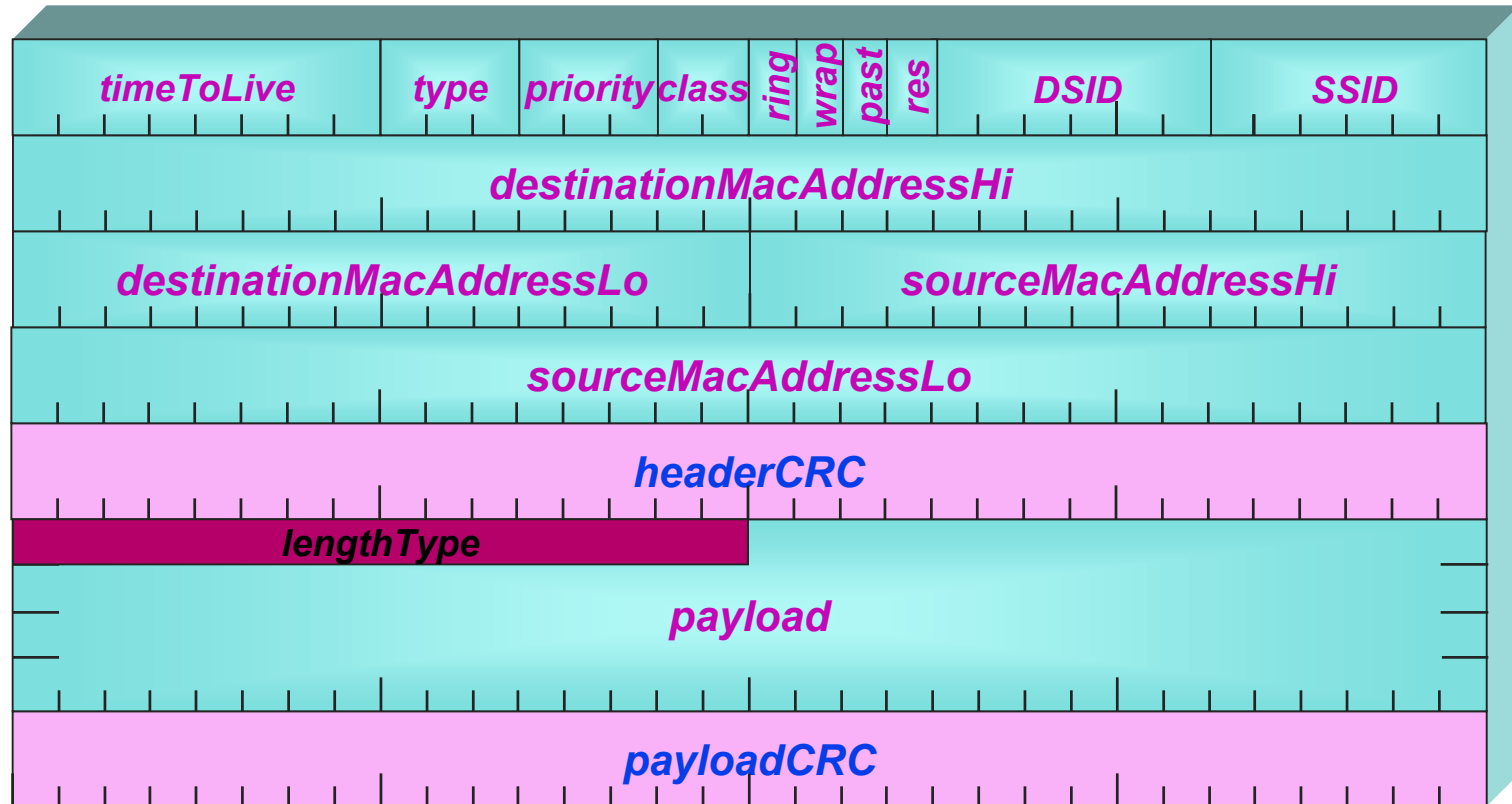 timeToLive type priority class ring wrap past res DSID SSID
destinationMacAddressHi
destinationMacAddressLo sourceMacAddressHi
sourceMacAddressLo
headerCRC
lengthType
payload
payloadCRC